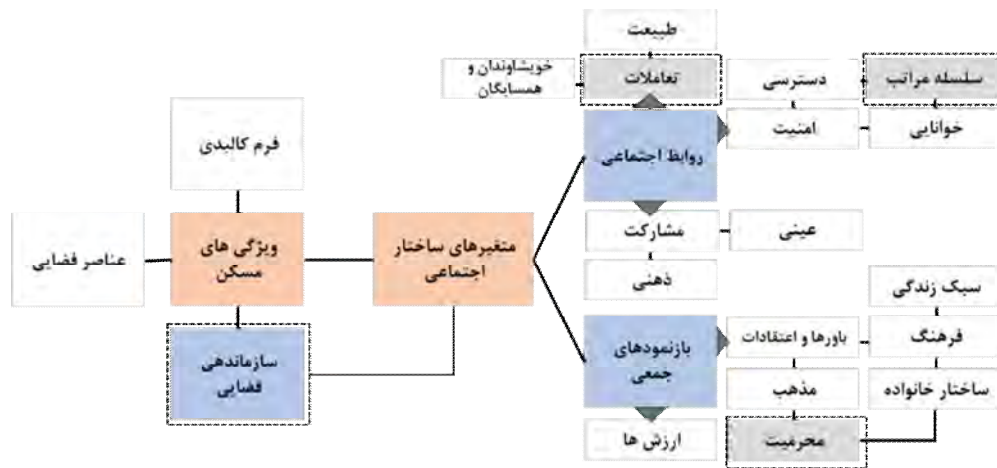 طبیعت
خویشاوندان و
همسایگان
تعاملات
دسترسی
سلسله مراتب
روابط اجتماعی
امنیت
خوانایی
فرم کالبدی
مشارکت
عینی
ذهنی
عناصر فضایی
ویژگی های
مسکن
متغیرهای ساختار
اجتماعی
سازماندهی
فضایی
سبک زندگی
بازنمودهای
جمعی
باورها و اعتقادات
فرهنگ
مذهب
ساختار خانواده
ارزش ها
محرمیت